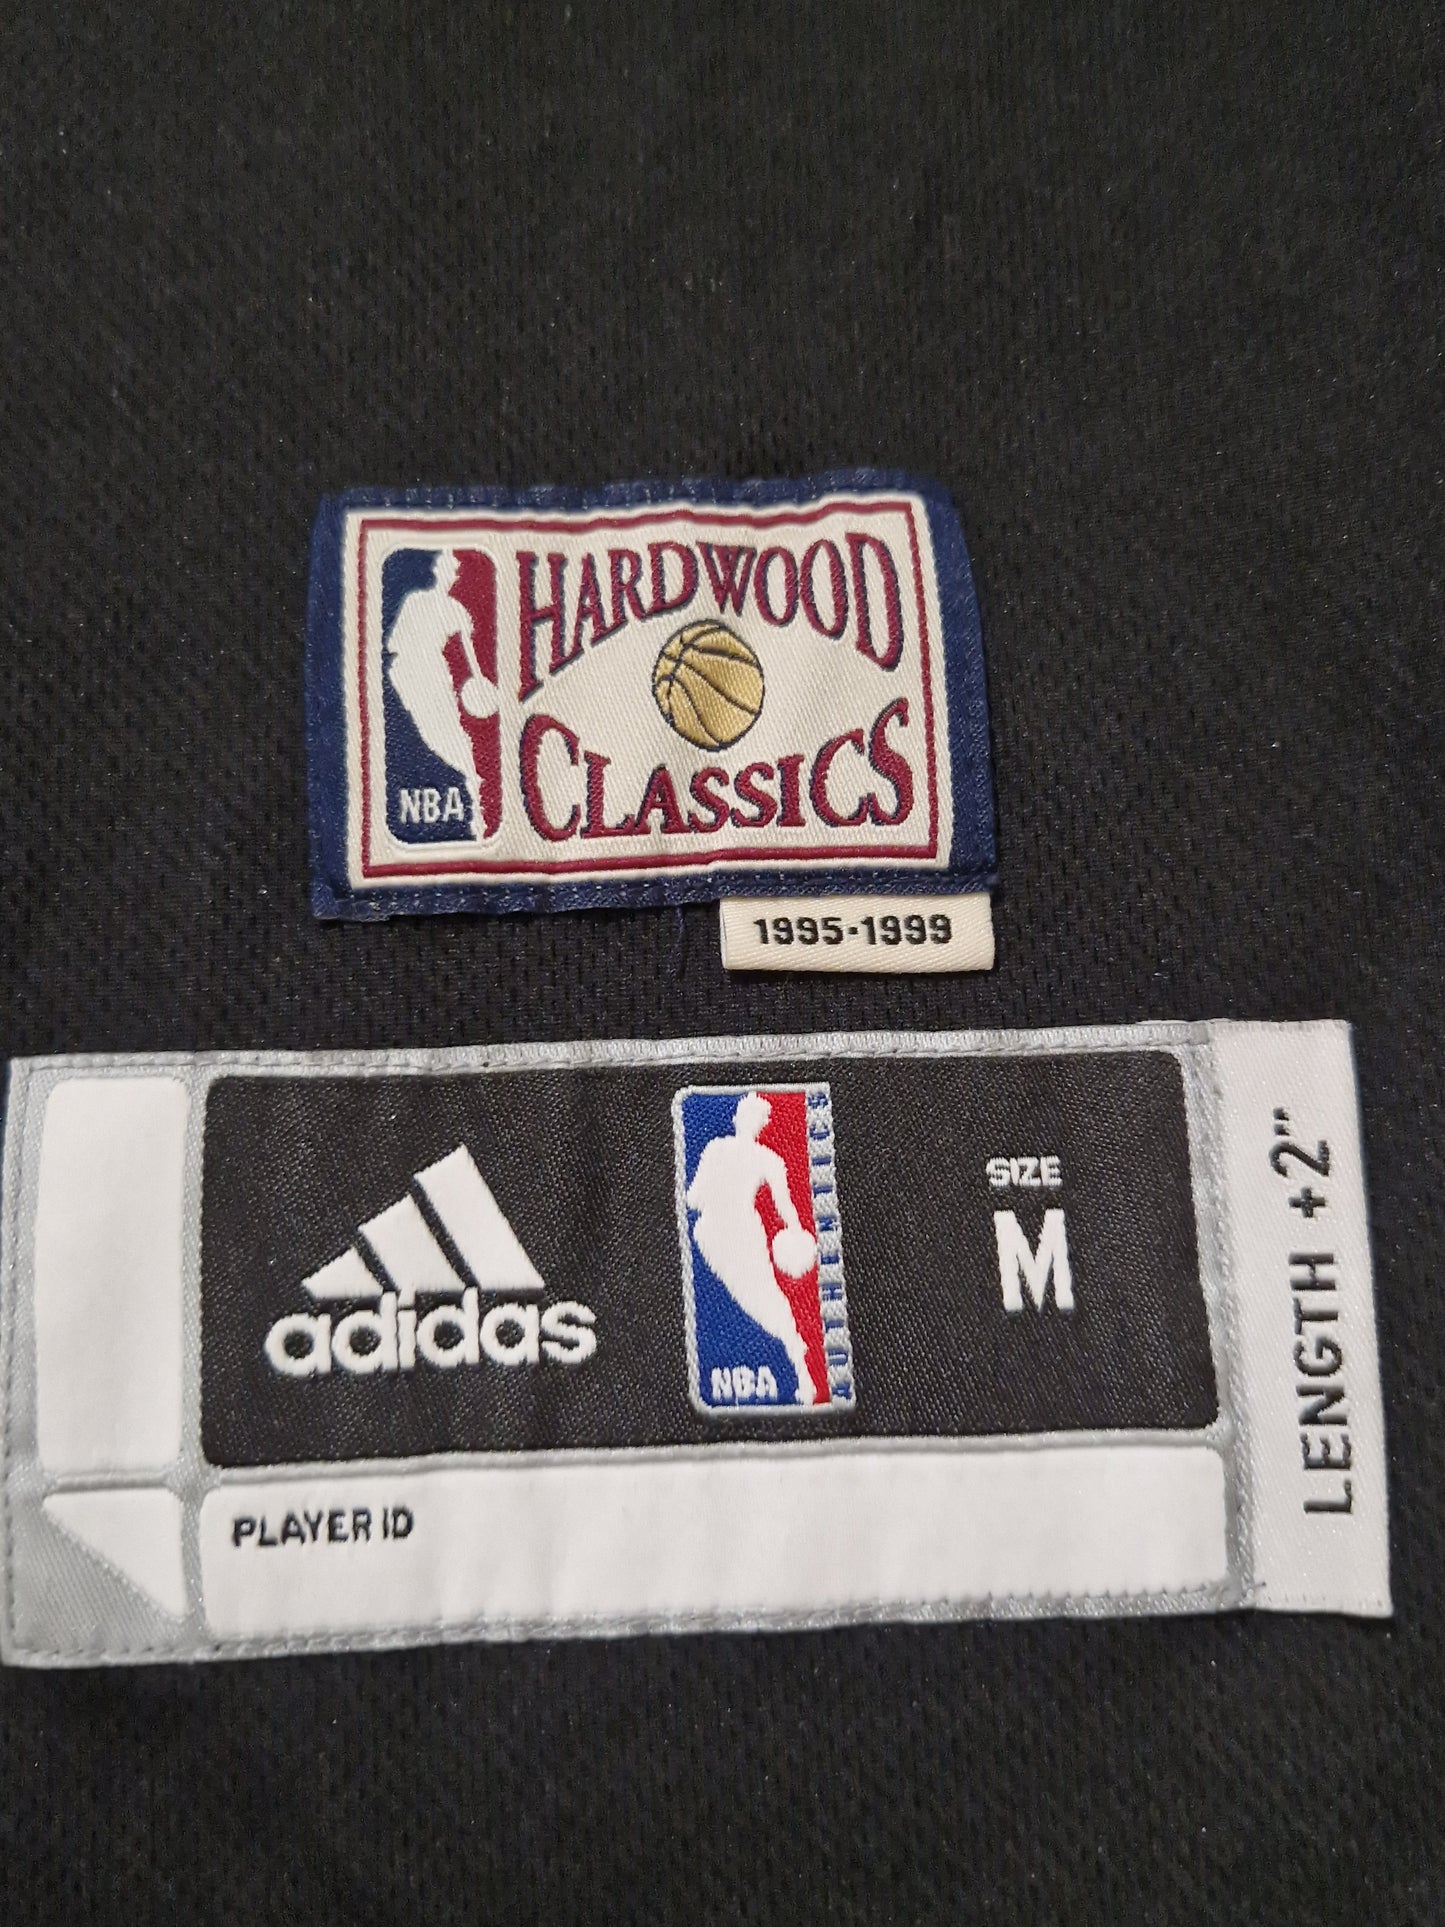 HARDWOOD
CLASSICS
NBA
1995·1999
adidas
NBA
AUTHENTICS
SIZE
M
LENGTH +2"
PLAYER ID